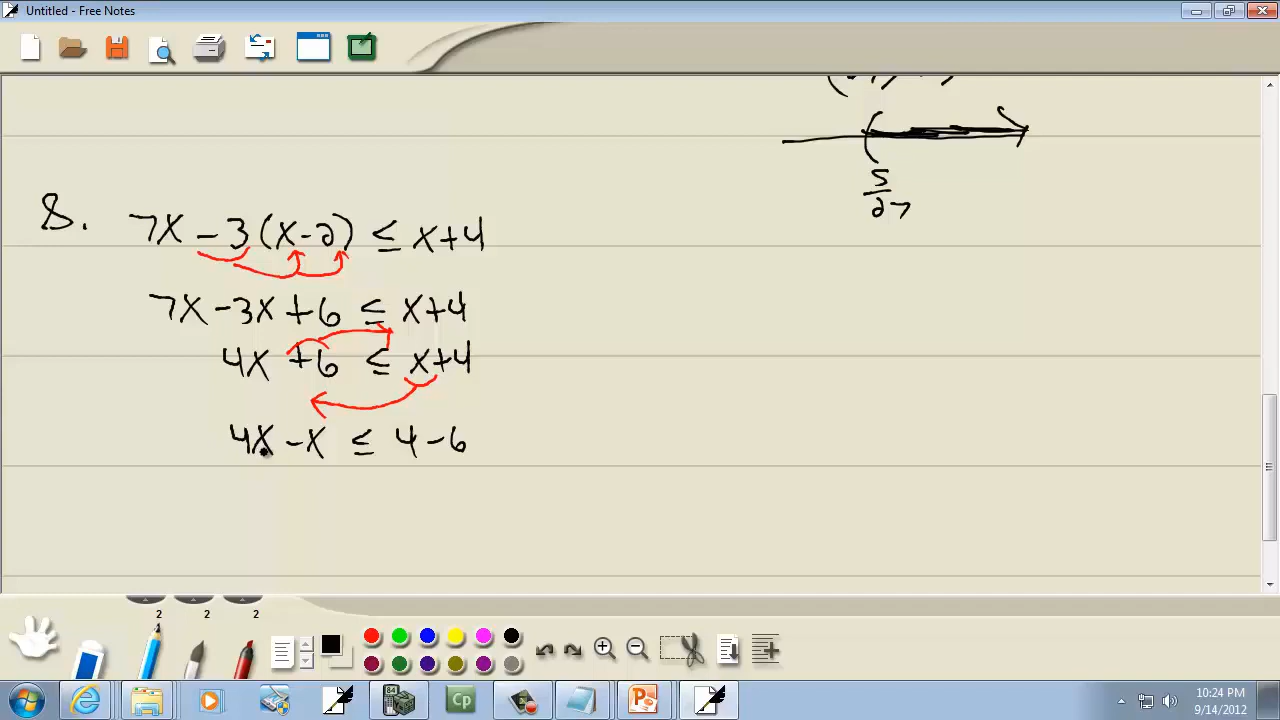 Untitled - Free Notes
5
27
8. 7x - 3(x-2) ≤ x+4
7x - 3x + 6 ≤ x+4
4x + 6 ≤ x+4
4x - x ≤ 4 - 6
2 2 2
Cp
10:24 PM
9/14/2012